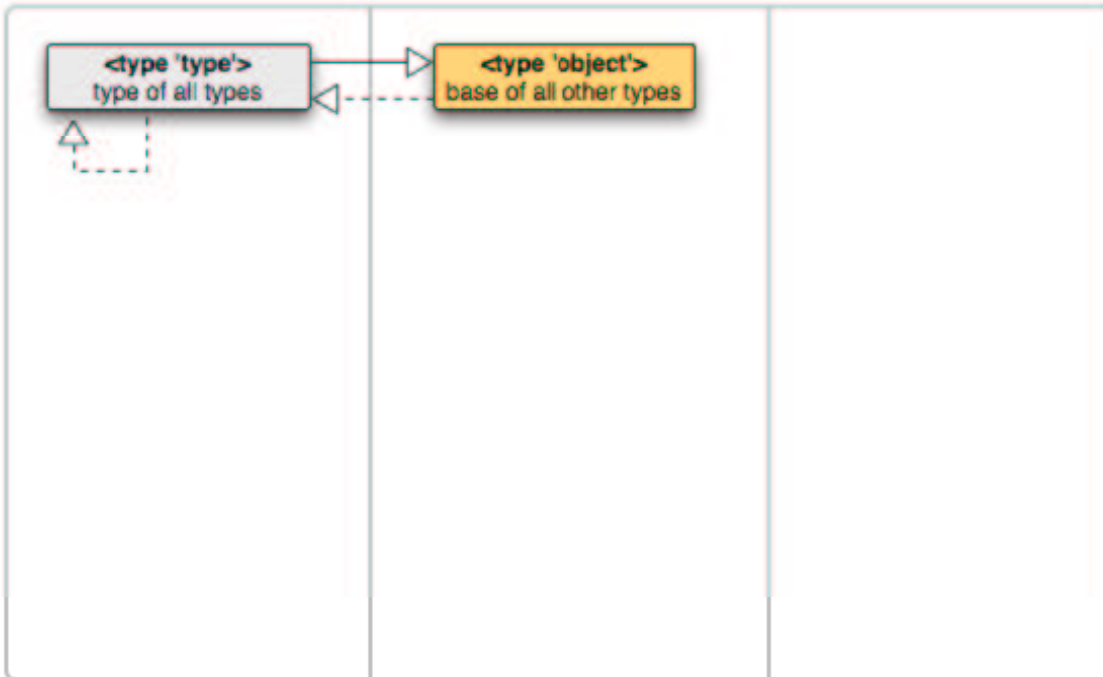 <type 'type'>
type of all types
<type 'object'>
base of all other types